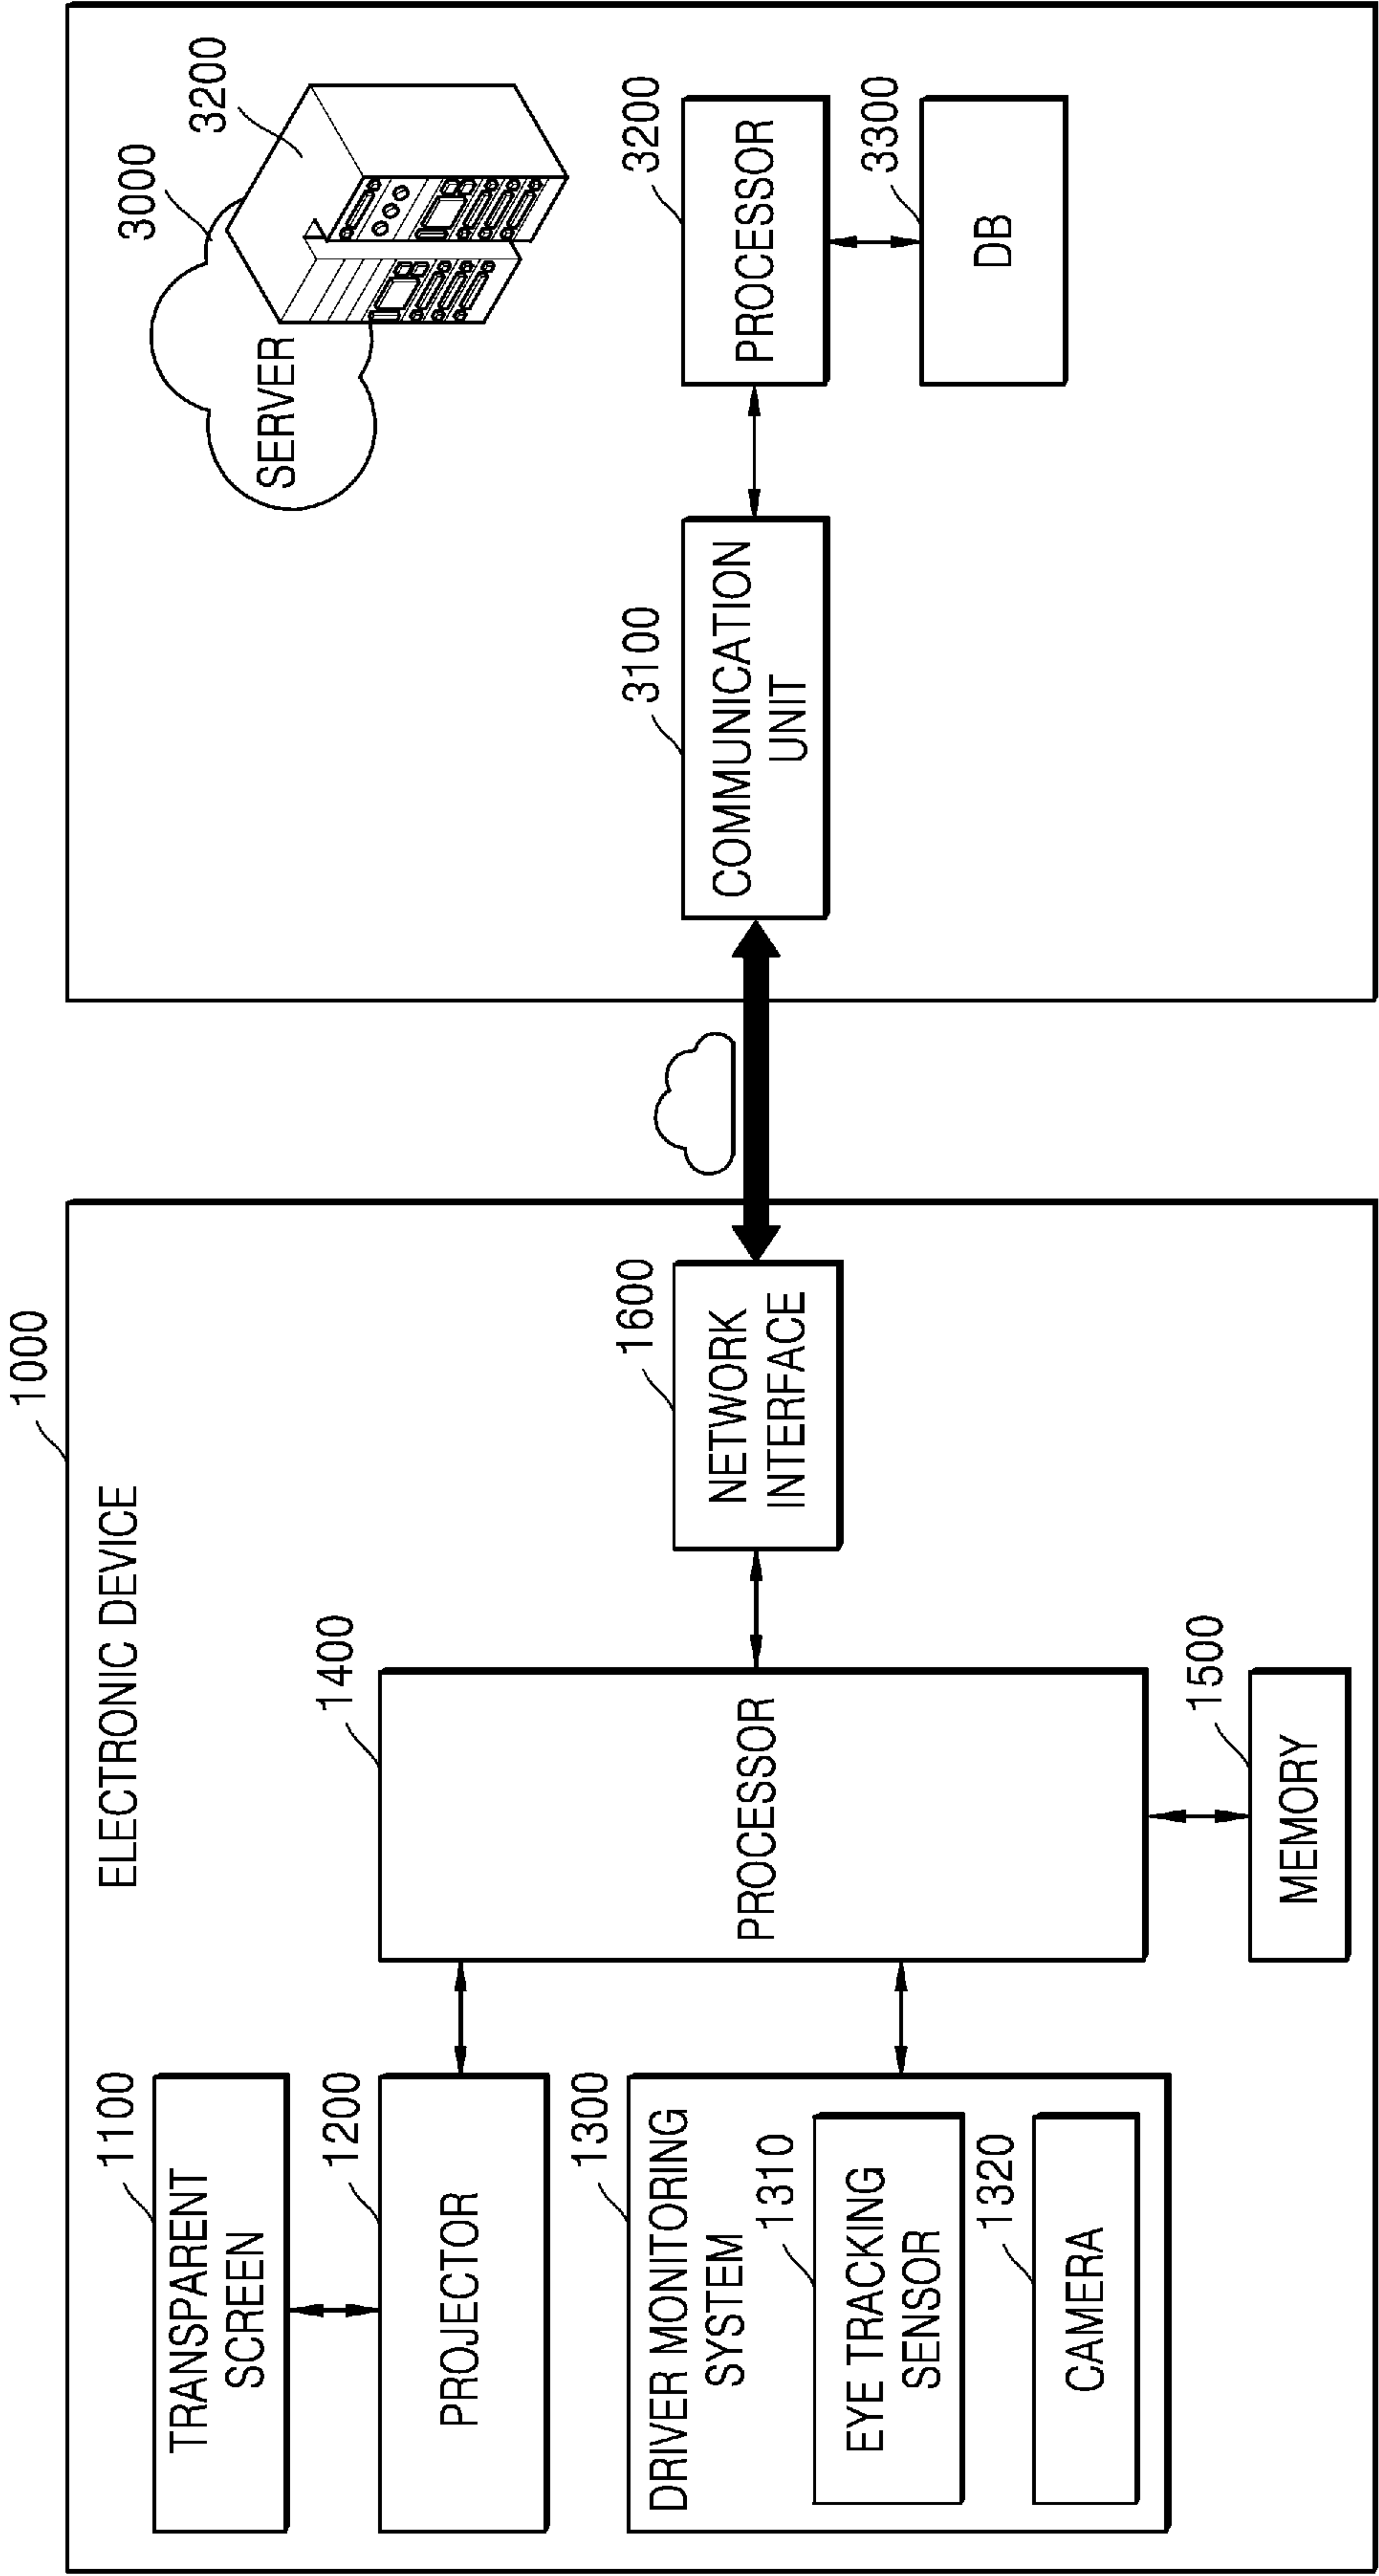 1000
ELECTRONIC DEVICE
1100
TRANSPARENT
SCREEN
1200
PROJECTOR
1300
DRIVER MONITORING
SYSTEM
1310
EYE TRACKING
SENSOR
1320
CAMERA
1400
PROCESSOR
1500
MEMORY
1600
NETWORK
INTERFACE
3000
3200
SERVER
3100
COMMUNICATION
UNIT
3200
PROCESSOR
3300
DB